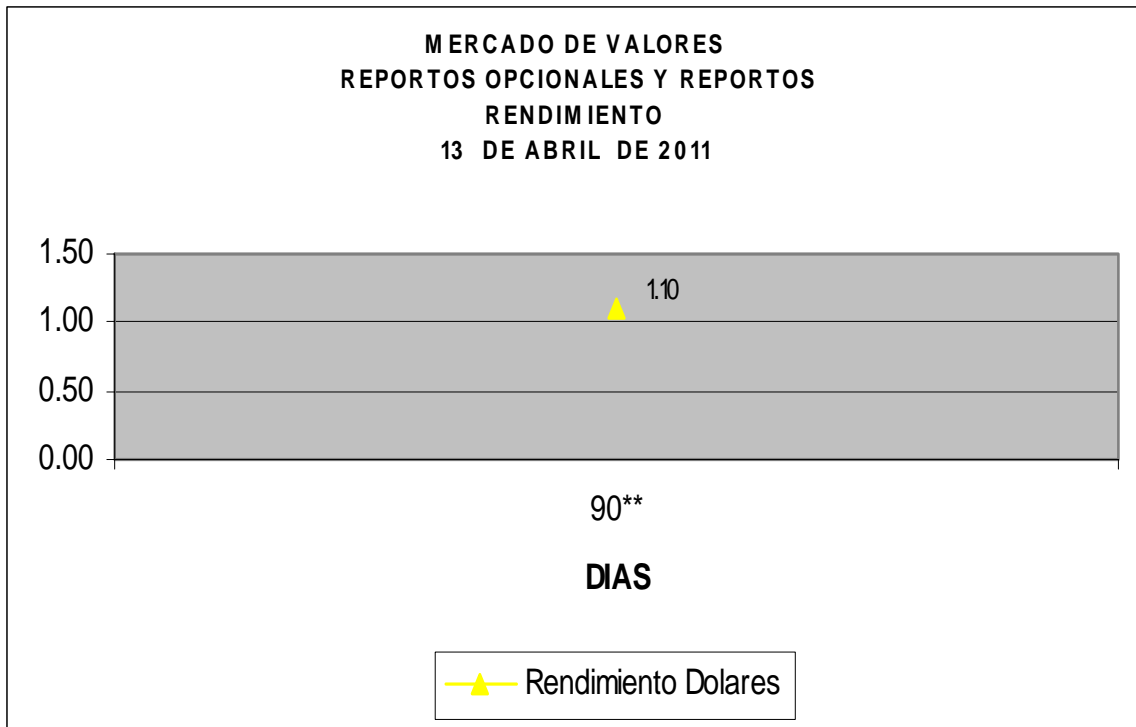 MERCADO DE VALORES
REPORTOS OPCIONALES Y REPORTOS
RENDIMIENTO
13 DE ABRIL DE 2011
1.50
1.10
1.00
0.50
0.00
90**
DIAS
Rendimiento Dolares